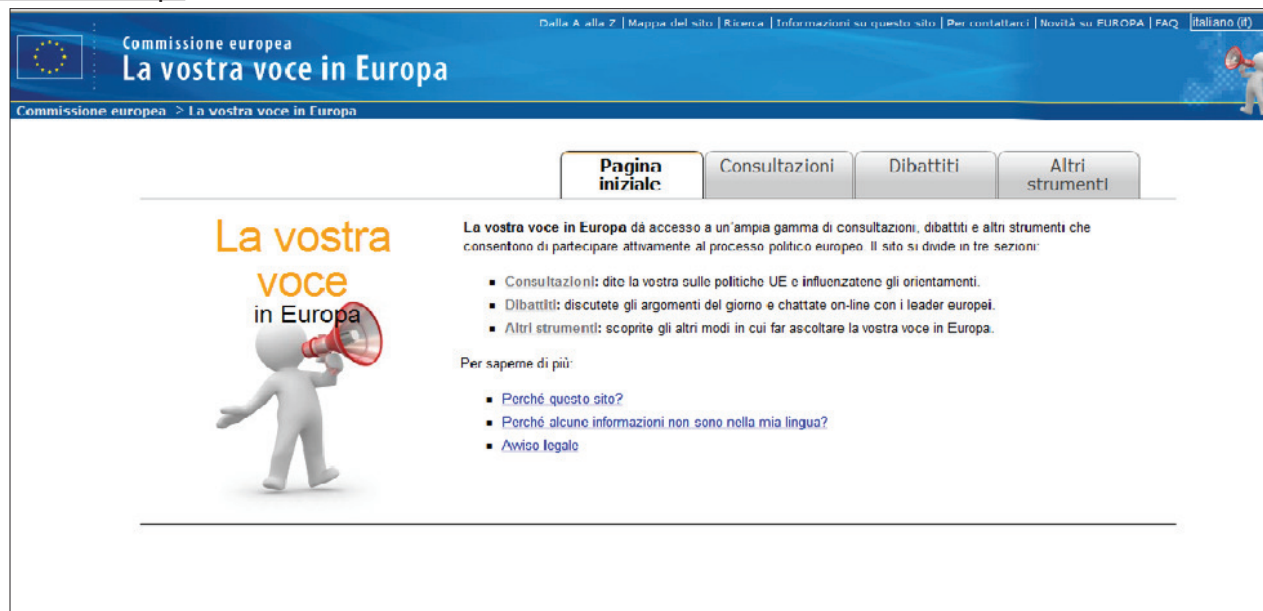 Dalla A alla Z | Mappa del sito | Ricerca | Informazioni su questo sito | Per contattarci | Novità su EUROPA | FAQ italiano (it)
Commissione europea
La vostra voce in Europa
Commissione europea > La vostra voce in Europa
Pagina iniziale Consultazioni Dibattiti Altri strumenti
La vostra
voce
in Europa
La vostra voce in Europa dà accesso a un'ampia gamma di consultazioni, dibattiti e altri strumenti che
consentono di partecipare attivamente al processo politico europeo. Il sito si divide in tre sezioni:
▪ Consultazioni: dite la vostra sulle politiche UE e influenzatene gli orientamenti.
▪ Dibattiti: discutete gli argomenti del giorno e chattate on-line con i leader europei.
▪ Altri strumenti: scoprite gli altri modi in cui far ascoltare la vostra voce in Europa.
Per saperne di più:
▪ Perché questo sito?
▪ Perché alcune informazioni non sono nella mia lingua?
▪ Avviso legale